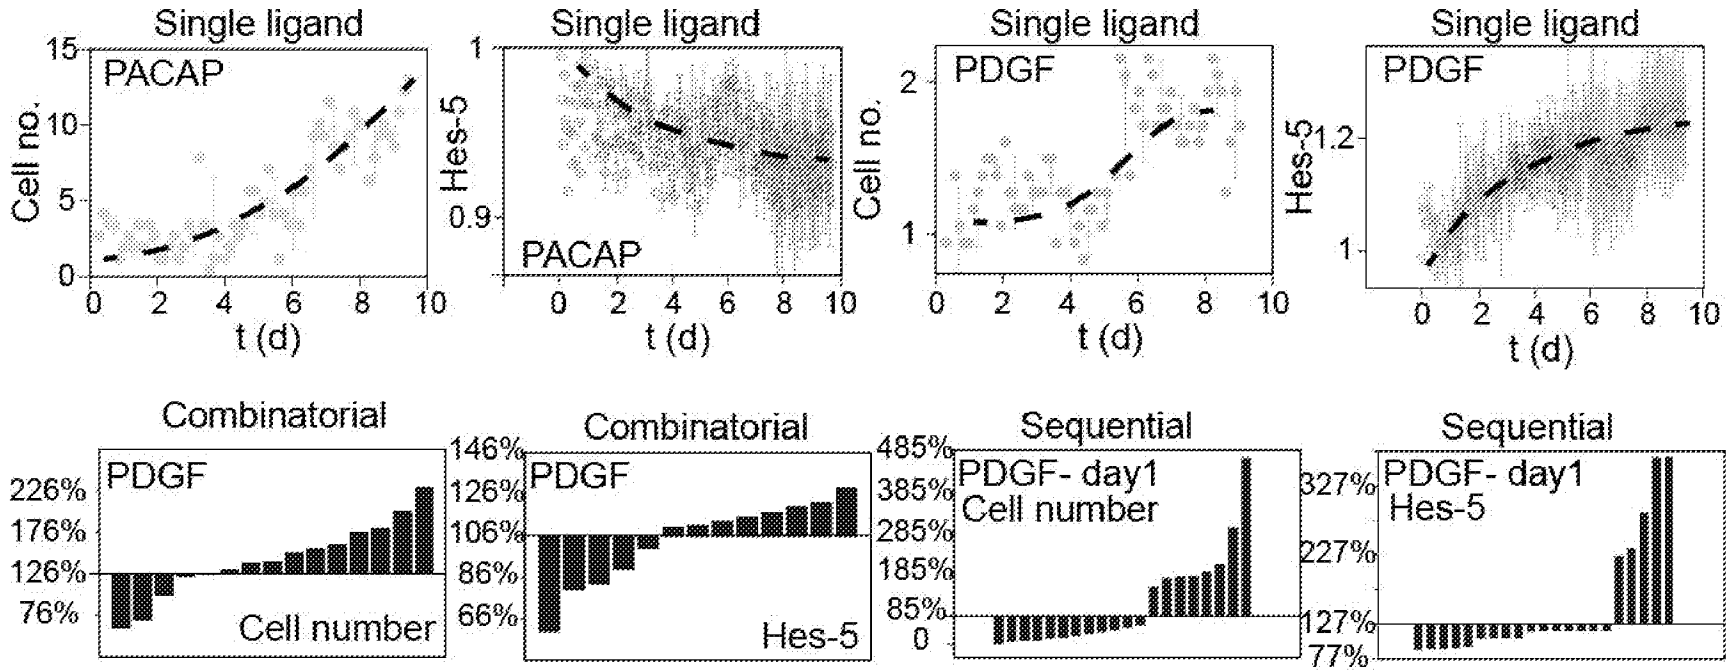 Single ligand
PACAP
Cell no.
15
10
5
0
0 2 4 6 8 10
t (d)
Single ligand
Hes-5
1
0.9
PACAP
0 2 4 6 8 10
t (d)
Single ligand
PDGF
Cell no.
2
1
0 2 4 6 8 10
t (d)
Single ligand
PDGF
Hes-5
1.2
1
0 2 4 6 8 10
t (d)
Combinatorial
PDGF
226%
176%
126%
76%
Cell number
Combinatorial
PDGF
146%
126%
106%
86%
66%
Hes-5
Sequential
PDGF- day1
Cell number
485%
385%
285%
185%
85%
0
Sequential
PDGF- day1
Hes-5
327%
227%
127%
77%